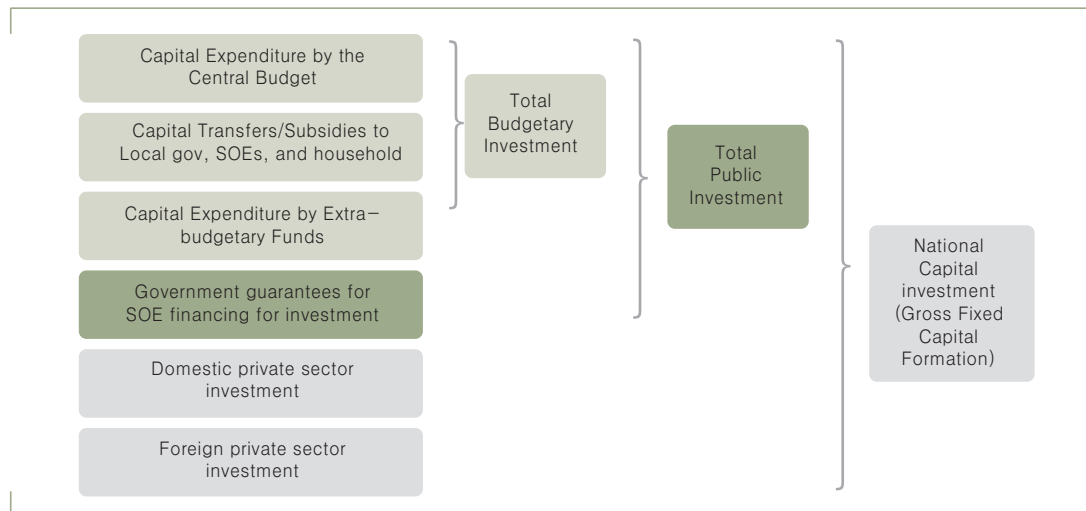 Capital Expenditure by the
Central Budget
Capital Transfers/Subsidies to
Local gov, SOEs, and household
Capital Expenditure by Extra-
budgetary Funds
Government guarantees for
SOE financing for investment
Domestic private sector
investment
Foreign private sector
investment
Total
Budgetary
Investment
Total
Public
Investment
National
Capital
investment
(Gross Fixed
Capital
Formation)